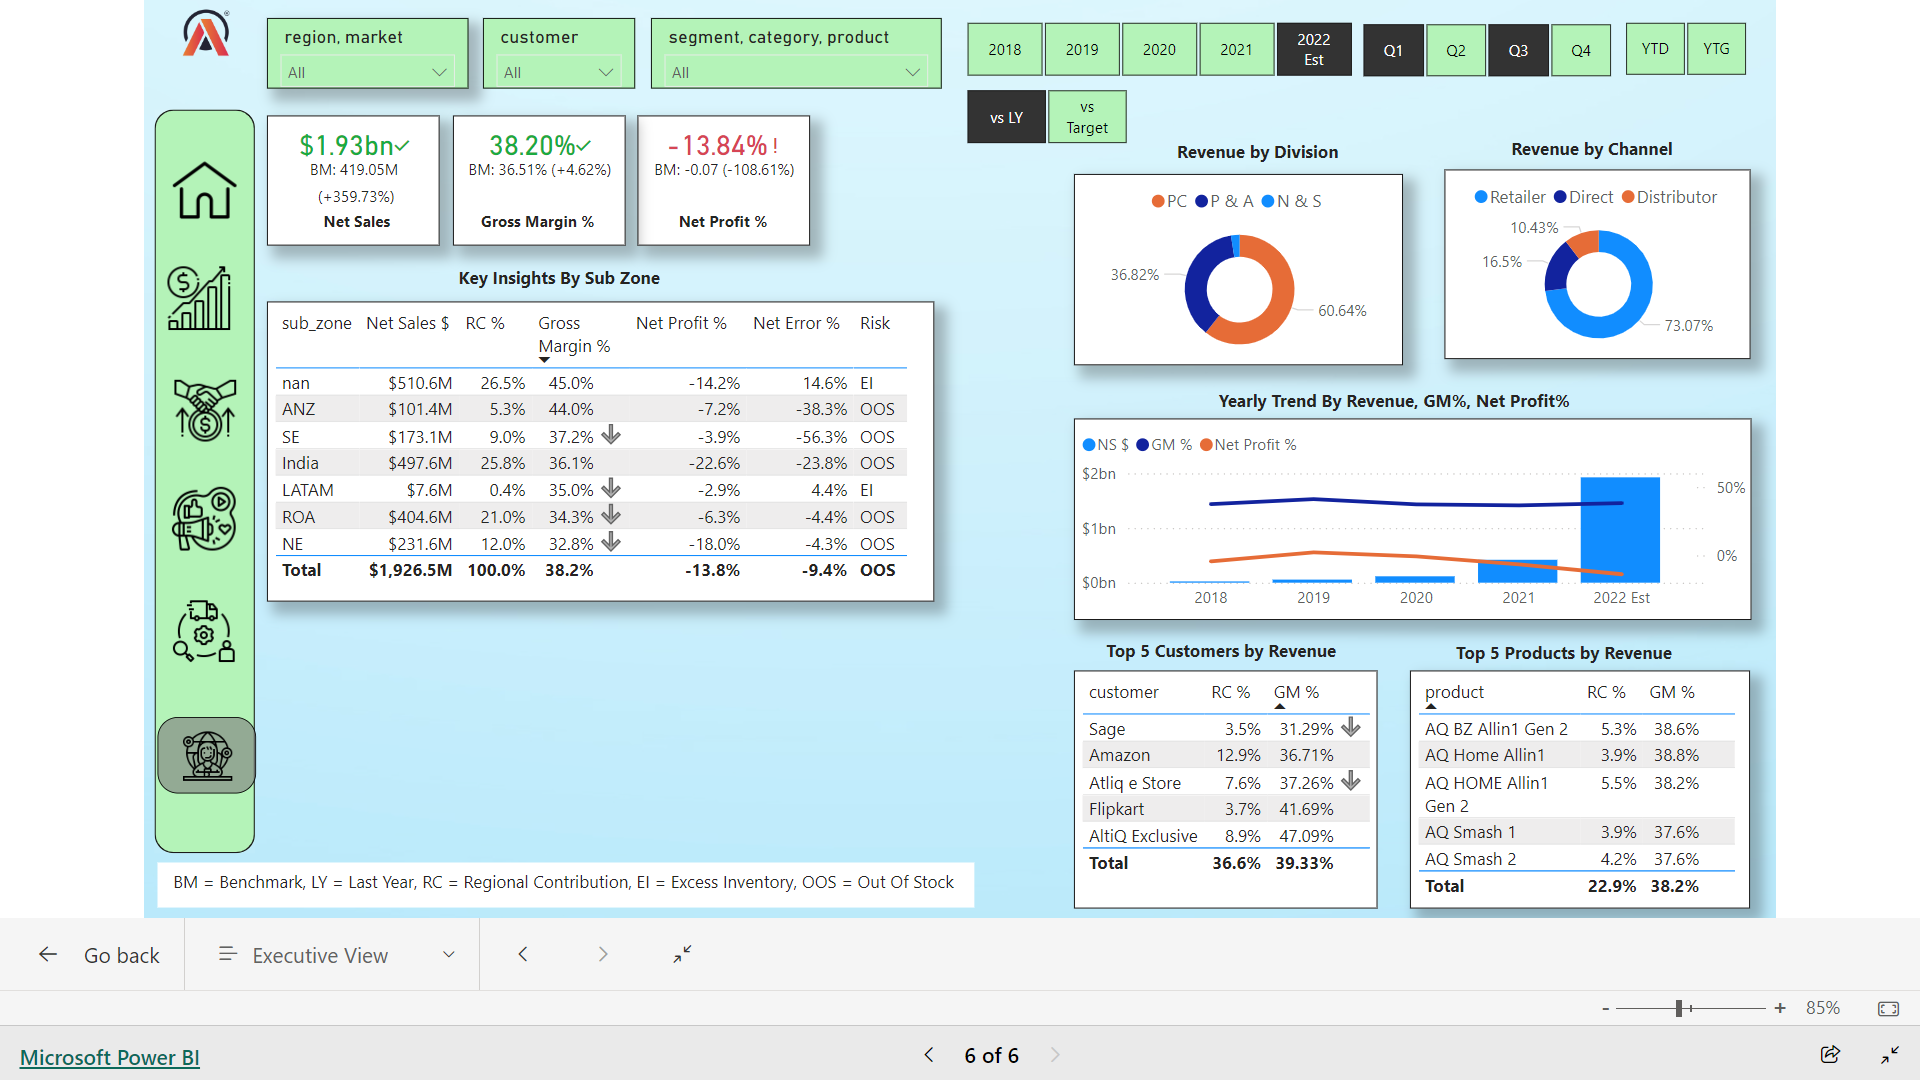 region, market
All
customer
All
segment, category, product
All
2018
2019
2020
2021
2022
Est
Q1
Q2
Q3
Q4
YTD
YTG
vs LY
vs
Target
$1.93bn
BM: 419.05M
(+359.73%)
Net Sales
38.20%
BM: 36.51% (+4.62%)
Gross Margin %
-13.84% !
BM: -0.07 (-108.61%)
Net Profit %
Key Insights By Sub Zone
sub_zone Net Sales $ RC % Gross Margin % Net Profit % Net Error % Risk
nan $510.6M 26.5% 45.0% -14.2% 14.6% EI
ANZ $101.4M 5.3% 44.0% -7.2% -38.3% OOS
SE $173.1M 9.0% 37.2% -3.9% -56.3% OOS
India $497.6M 25.8% 36.1% -22.6% -23.8% OOS
LATAM $7.6M 0.4% 35.0% -2.9% 4.4% EI
ROA $404.6M 21.0% 34.3% -6.3% -4.4% OOS
NE $231.6M 12.0% 32.8% -18.0% -4.3% OOS
Total $1,926.5M 100.0% 38.2% -13.8% -9.4% OOS
Revenue by Division
PC P & A N & S
36.82%
60.64%
Revenue by Channel
Retailer Direct Distributor
10.43%
16.5%
73.07%
Yearly Trend By Revenue, GM%, Net Profit%
NS $ GM % Net Profit %
$2bn
50%
$1bn
0%
$0bn
2018 2019 2020 2021 2022 Est
Top 5 Customers by Revenue
customer RC % GM %
Sage 3.5% 31.29%
Amazon 12.9% 36.71%
Atliq e Store 7.6% 37.26%
Flipkart 3.7% 41.69%
AltiQ Exclusive 8.9% 47.09%
Total 36.6% 39.33%
Top 5 Products by Revenue
product RC % GM %
AQ BZ Allin1 Gen 2 5.3% 38.6%
AQ Home Allin1 3.9% 38.8%
AQ HOME Allin1 5.5% 38.2%
Gen 2
AQ Smash 1 3.9% 37.6%
AQ Smash 2 4.2% 37.6%
Total 22.9% 38.2%
BM = Benchmark, LY = Last Year, RC = Regional Contribution, EI = Excess Inventory, OOS = Out Of Stock
Go back
Executive View
- + 85%
Microsoft Power BI
6 of 6